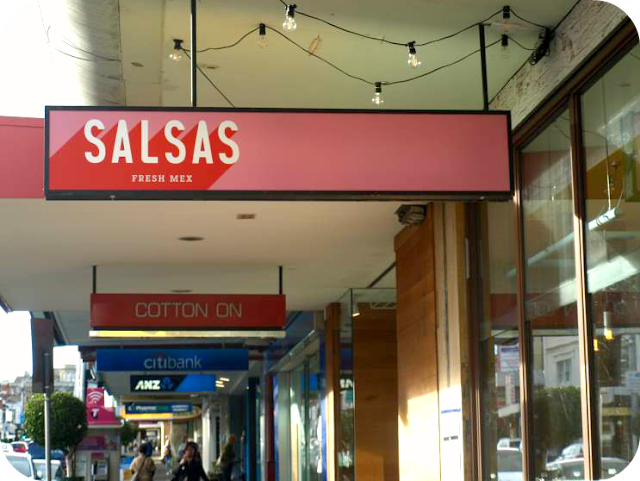 SALSAS
FRESH MEX
COTTON ON
citibank
ANZ